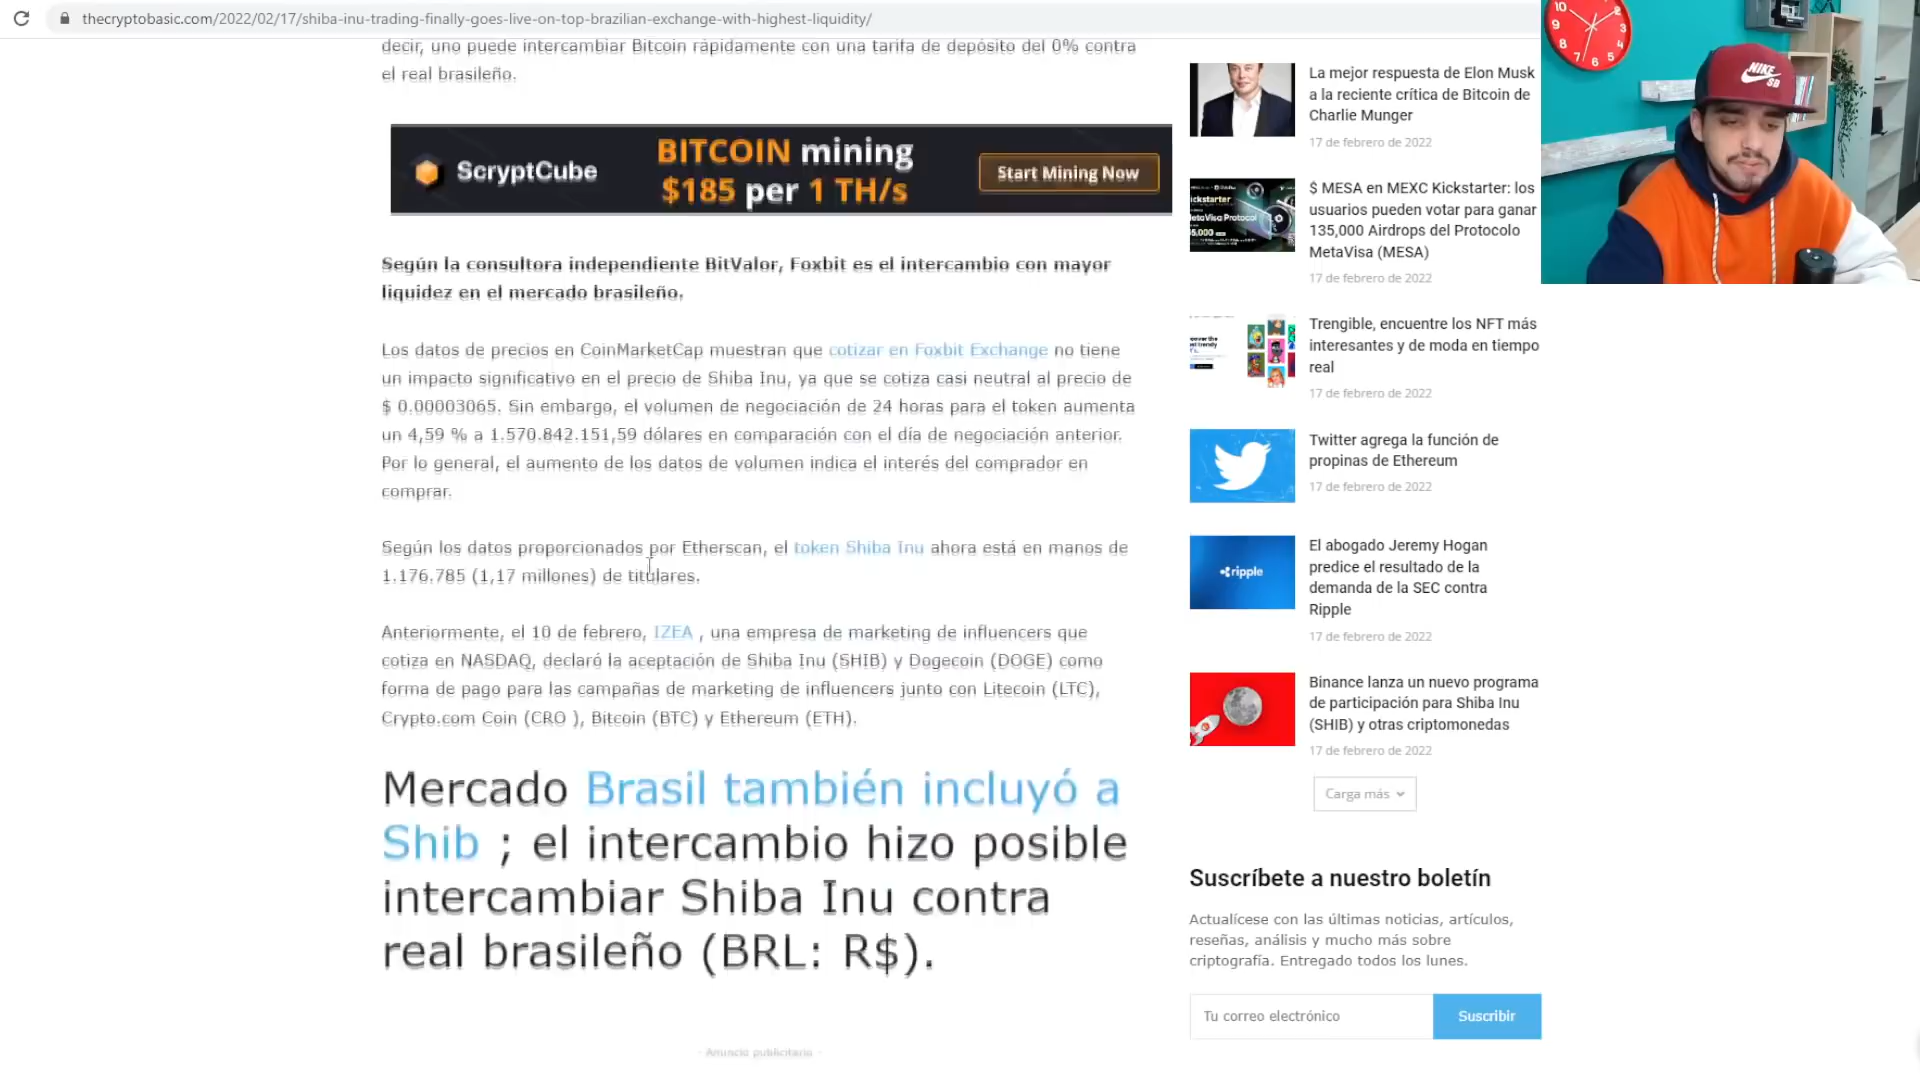 thecryptobasic.com/2022/02/17/shiba-inu-trading-finally-goes-live-on-top-brazilian-exchange-with-highest-liquidity/
decir, uno puede intercambiar Bitcoin rápidamente con una tarifa de depósito del 0% contra
el real brasileño.
ScryptCube
BITCOIN mining
$185 per 1 TH/s
Start Mining Now
Según la consultora independiente BitValor, Foxbit es el intercambio con mayor
liquidez en el mercado brasileño.
Los datos de precios en CoinMarketCap muestran que cotizar en Foxbit Exchange no tiene
un impacto significativo en el precio de Shiba Inu, ya que se cotiza casi neutral al precio de
$ 0.00003065. Sin embargo, el volumen de negociación de 24 horas para el token aumenta
un 4,59 % a 1.570.842.151,59 dólares en comparación con el día de negociación anterior.
Por lo general, el aumento de los datos de volumen indica el interés del comprador en
comprar.
Según los datos proporcionados por Etherscan, el token Shiba Inu ahora está en manos de
1.176.785 (1,17 millones) de titulares.
Anteriormente, el 10 de febrero, IZEA , una empresa de marketing de influencers que
cotiza en NASDAQ, declaró la aceptación de Shiba Inu (SHIB) y Dogecoin (DOGE) como
forma de pago para las campañas de marketing de influencers junto con Litecoin (LTC),
Crypto.com Coin (CRO ), Bitcoin (BTC) y Ethereum (ETH).
Mercado Brasil también incluyó a
Shib ; el intercambio hizo posible
intercambiar Shiba Inu contra
real brasileño (BRL: R$).
- Anuncio publicitario -
La mejor respuesta de Elon Musk
a la reciente crítica de Bitcoin de
Charlie Munger
17 de febrero de 2022
$ MESA en MEXC Kickstarter: los
usuarios pueden votar para ganar
135,000 Airdrops del Protocolo
MetaVisa (MESA)
17 de febrero de 2022
Trengible, encuentre los NFT más
interesantes y de moda en tiempo
real
17 de febrero de 2022
Twitter agrega la función de
propinas de Ethereum
17 de febrero de 2022
ripple
El abogado Jeremy Hogan
predice el resultado de la
demanda de la SEC contra
Ripple
17 de febrero de 2022
Binance lanza un nuevo programa
de participación para Shiba Inu
(SHIB) y otras criptomonedas
17 de febrero de 2022
Carga más
Suscríbete a nuestro boletín
Actualícese con las últimas noticias, artículos,
reseñas, análisis y mucho más sobre
criptografía. Entregado todos los lunes.
Tu correo electrónico
Suscribir
NIKE
SB